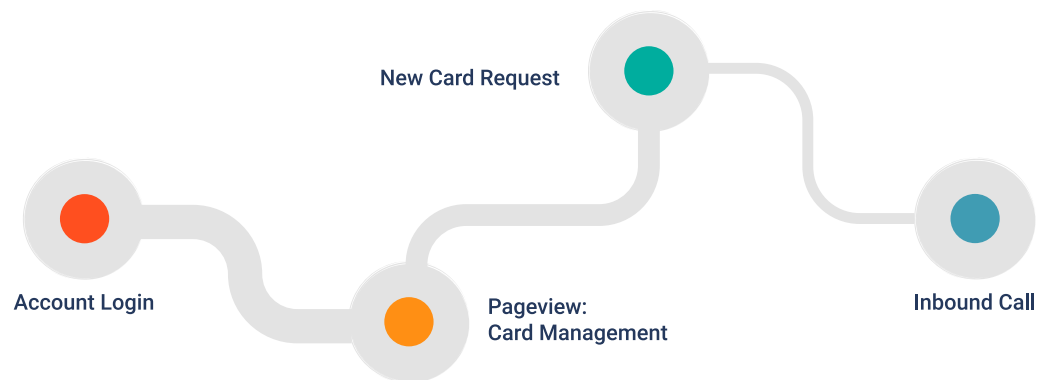 New Card Request
Account Login
Pageview:
Card Management
Inbound Call